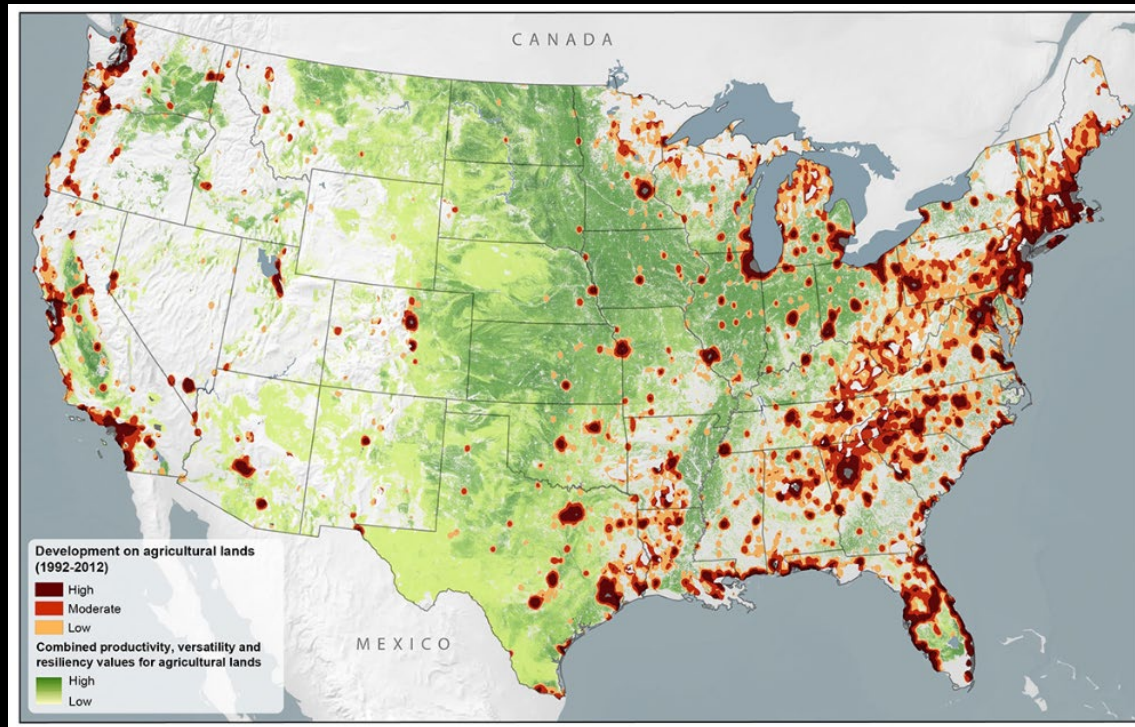 CANADA
MEXICO
Development on agricultural lands
(1992-2012)
High
Moderate
Low
Combined productivity, versatility and
resiliency values for agricultural lands
High
Low